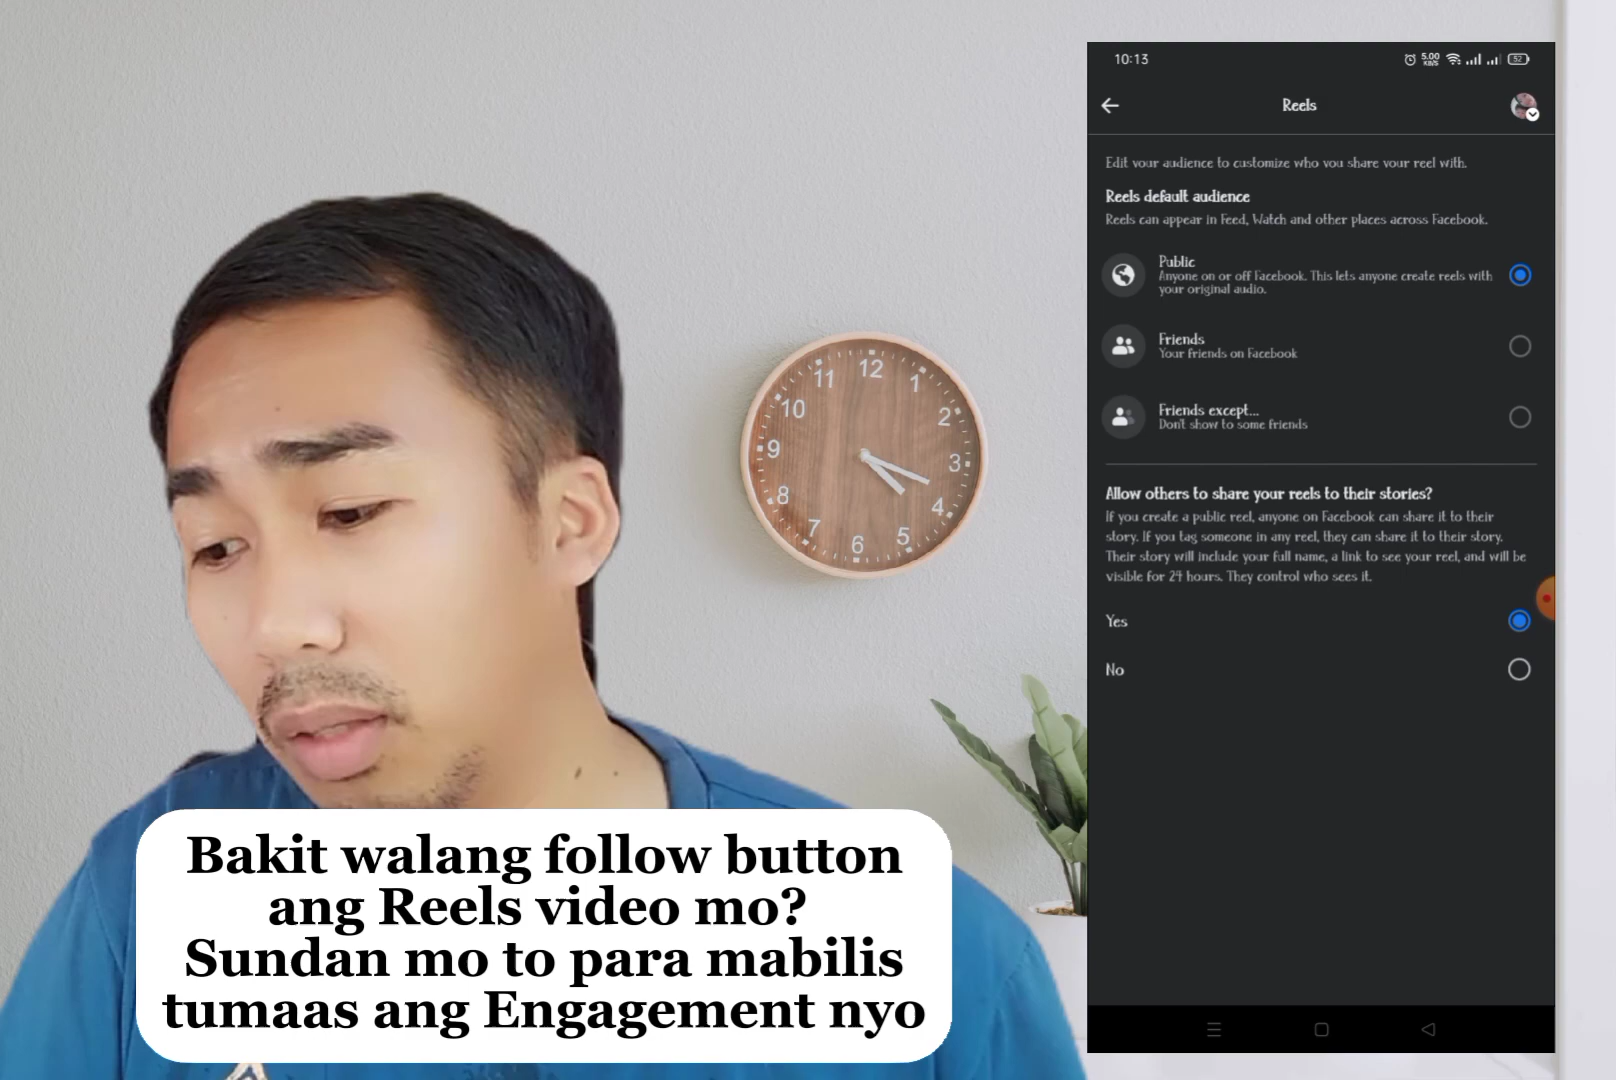 10:13
5.00
KB/S
52
Reels
Edit your audience to customize who you share your reel with.
Reels default audience
Reels can appear in Feed, Watch and other places across Facebook.
Public
Anyone on or off Facebook. This lets anyone create reels with
your original audio.
Friends
Your friends on Facebook
Friends except...
Don't show to some friends
Allow others to share your reels to their stories?
If you create a public reel, anyone on Facebook can share it to their
story. If you tag someone in any reel, they can share it to their story.
Their story will include your full name, a link to see your reel, and will be
visible for 24 hours. They control who sees it.
Yes
No
12
1
2
3
4
5
6
7
8
9
10
11
Bakit walang follow button
ang Reels video mo?
Sundan mo to para mabilis
tumaas ang Engagement nyo